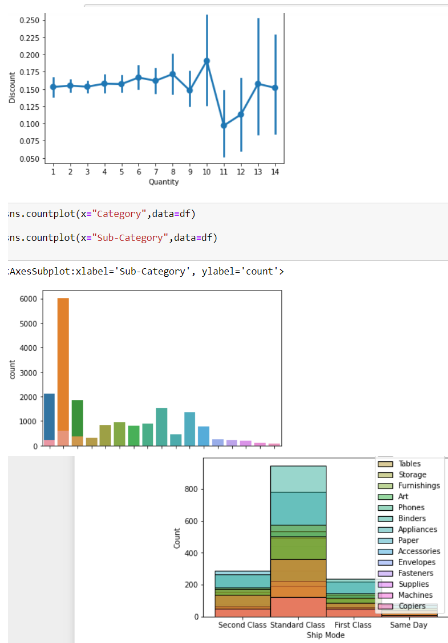 0.250
0.225
0.200
0.175
0.150
0.125
0.100
0.075
0.050
Discount
1 2 3 4 5 6 7 8 9 10 11 12 13 14
Quantity
sns.countplot(x="Category",data=df)
sns.countplot(x="Sub-Category",data=df)
<AxesSubplot:xlabel='Sub-Category', ylabel='count'>
6000
5000
4000
3000
2000
1000
0
count
800
600
400
200
0
Count
Tables
Storage
Furnishings
Art
Phones
Binders
Appliances
Paper
Accessories
Envelopes
Fasteners
Supplies
Machines
Copiers
Second Class Standard Class First Class Same Day
Ship Mode